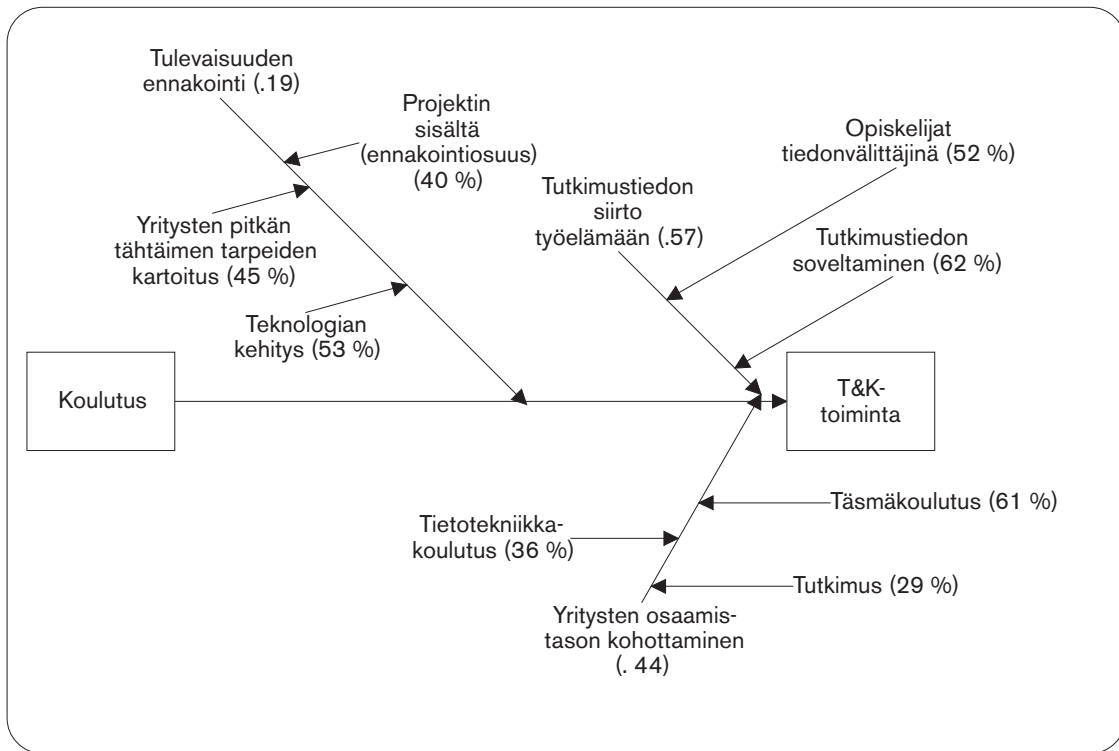 Tulevaisuuden
ennakointi (.19)
Projektin
sisältä
(ennakointiosuus)
(40 %)
Yritysten pitkän
tähtäimen tarpeiden
kartoitus (45 %)
Teknologian
kehitys (53 %)
Opiskelijat
tiedonvälittäjinä (52 %)
Tutkimustiedon
siirto
työelämään (.57)
Tutkimustiedon
soveltaminen (62 %)
Koulutus
T&K-
toiminta
Täsmäkoulutus (61 %)
Tietotekniikka-
koulutus (36 %)
Tutkimus (29 %)
Yritysten osaamis-
tason kohottaminen
(. 44)